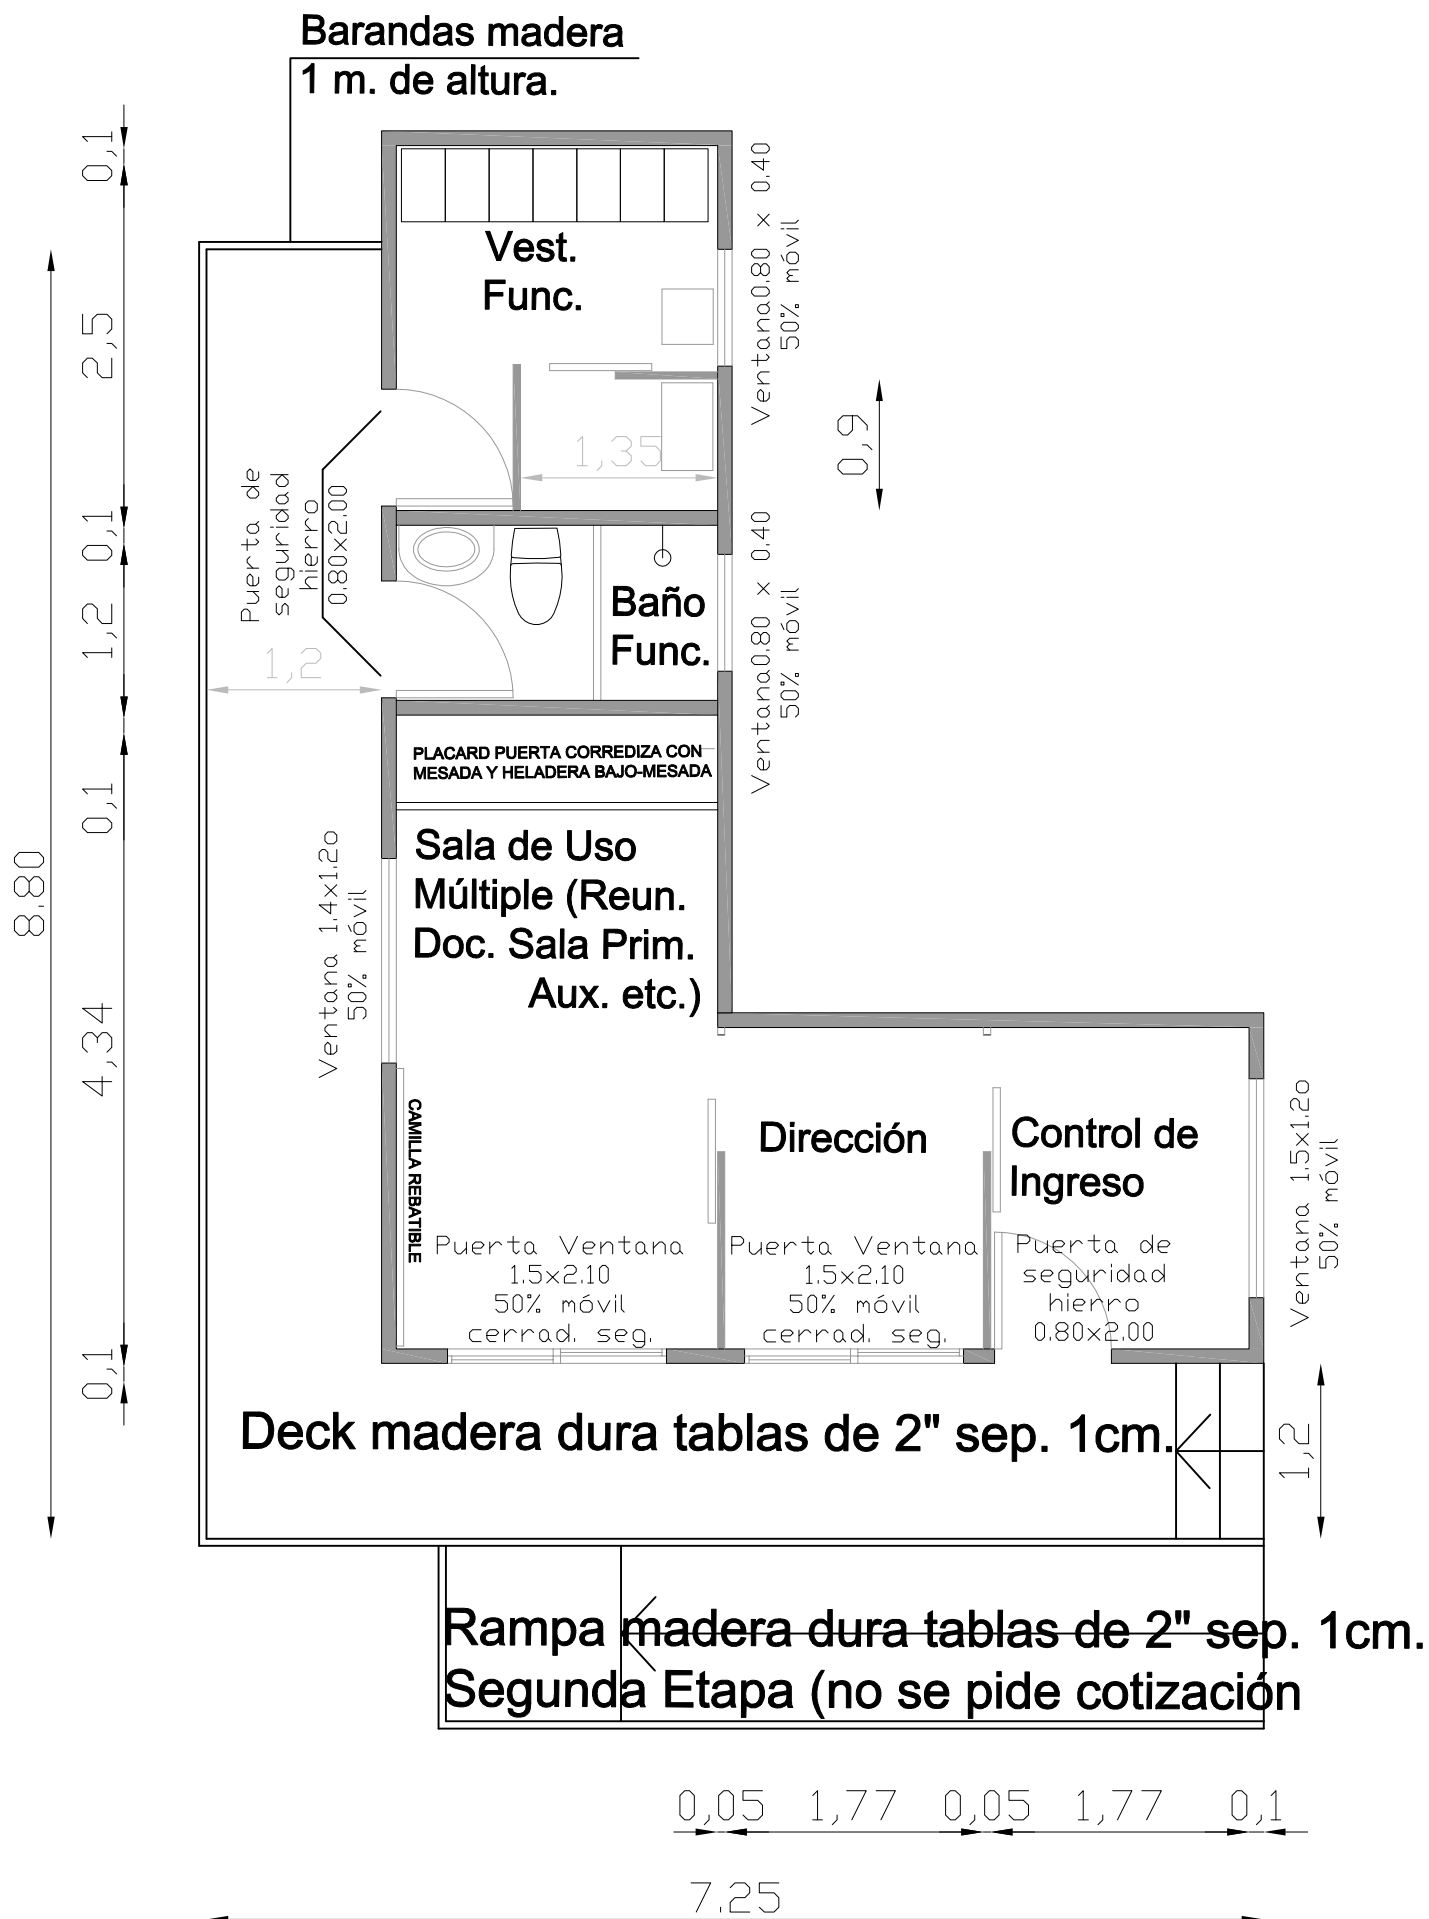 Barandas madera
1 m. de altura.
0,1
2,5
0,1
1,2
0,1
4,34
0,1
8.80
Vest.
Func.
Ventana0.80 x 0.40
50% móvil
0,9
1,35
Puerta de
seguridad
hierro
0.80x2.00
1,2
Baño
Func.
Ventana0.80 x 0.40
50% móvil
PLACARD PUERTA CORREDIZA CON
MESADA Y HELADERA BAJO-MESADA
Sala de Uso
Múltiple (Reun.
Doc. Sala Prim.
Aux. etc.)
Ventana 1.4x1.2o
50% móvil
CAMILLA REBATIBLE
Dirección
Control de
Ingreso
Puerta Ventana
1.5x2.10
50% móvil
cerrad. seg.
Puerta Ventana
1.5x2.10
50% móvil
cerrad. seg.
Puerta de
seguridad
hierro
0.80x2.00
Ventana 1.5x1.2o
50% móvil
Deck madera dura tablas de 2" sep. 1cm.
1,2
Rampa madera dura tablas de 2" sep. 1cm.
Segunda Etapa (no se pide cotización
0,05 1,77 0,05 1,77 0,1
7.25